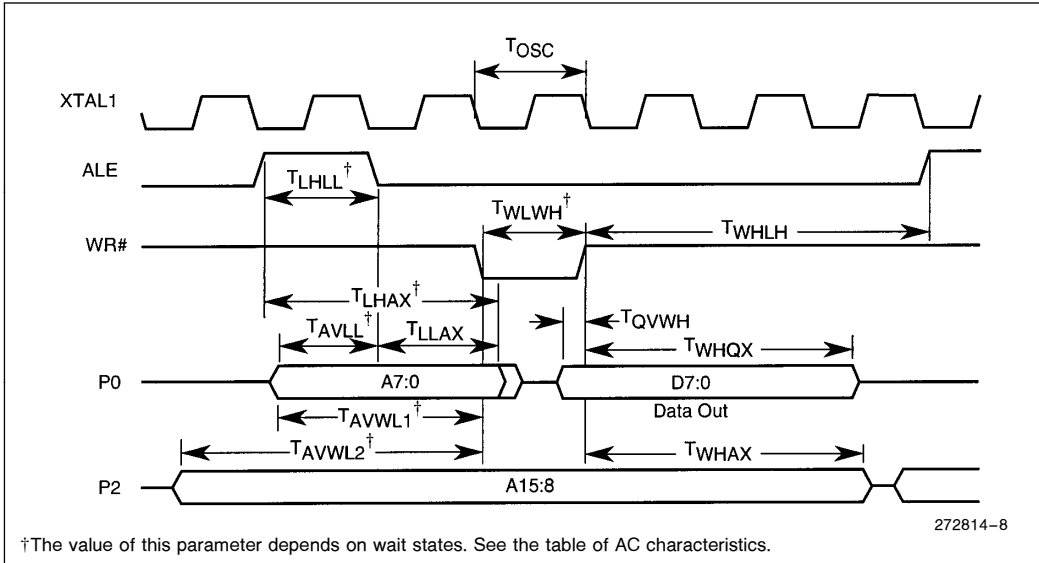 TOSC
XTAL1
ALE
TLHLL†
TWLWH†
TWHLH
WR#
TLHAX†
TAVLL†
TLLAX
TQVWH
TWHQX
P0
A7:0
D7:0
Data Out
TAVWL1†
TAVWL2†
TWHAX
P2
A15:8
272814–8
†The value of this parameter depends on wait states. See the table of AC characteristics.